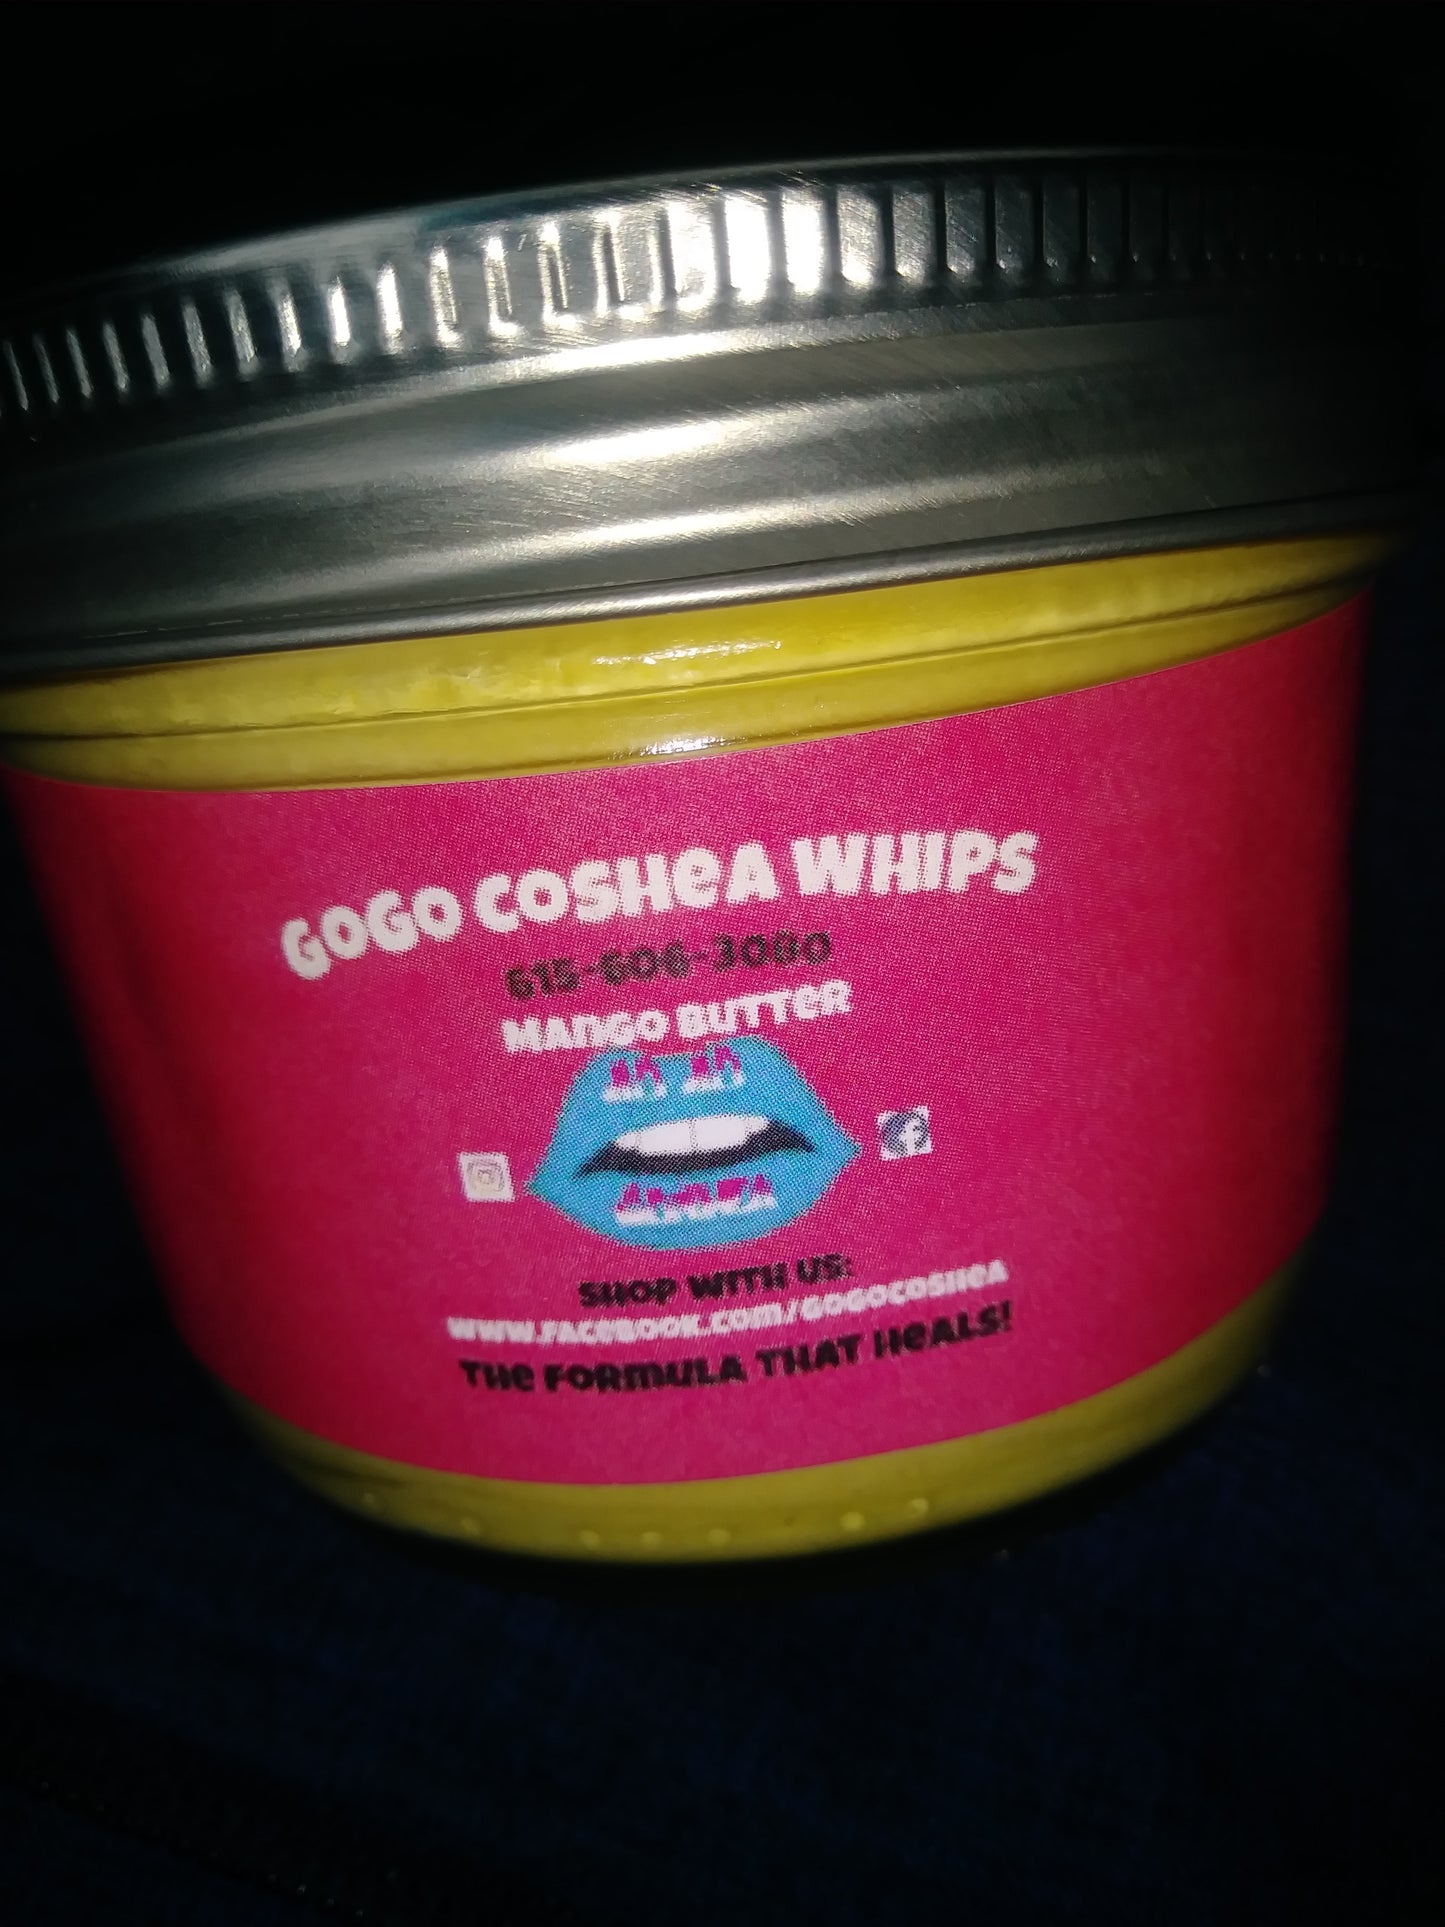 GOGO COSHEA WHIPS
615-606-3080
MANGO BUTTER
SHOP WITH US:
WWW.FACEBOOK.COM/GOGOCOSHEA
THE FORMULA THAT HEALS!